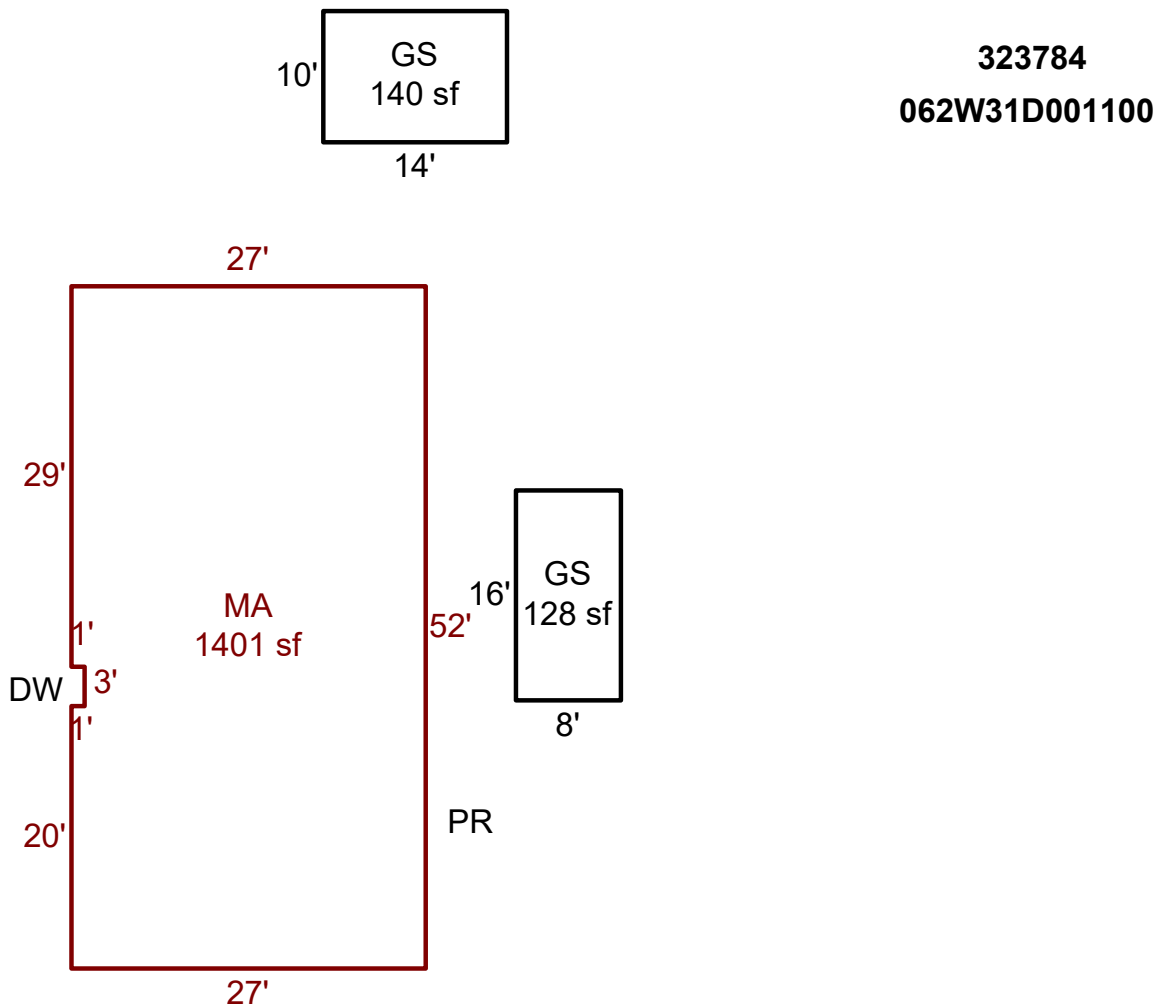 GS
140 sf
10'
14'
323784
062W31D001100
27'
29'
MA
1401 sf
52'
1'
DW
3'
1'
20'
27'
16'
GS
128 sf
8'
PR